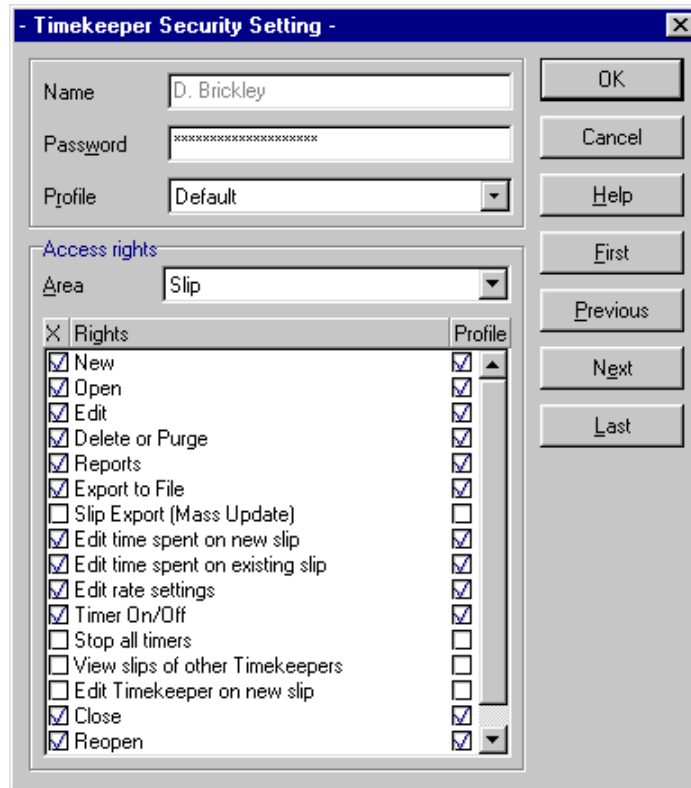 - Timekeeper Security Setting -
Name D. Brickley OK
Password ******************** Cancel
Profile Default Help
Access rights First
Area Slip Previous
X Rights Profile
New Next
Open
Edit Last
Delete or Purge
Reports
Export to File
Slip Export (Mass Update)
Edit time spent on new slip
Edit time spent on existing slip
Edit rate settings
Timer On/Off
Stop all timers
View slips of other Timekeepers
Edit Timekeeper on new slip
Close
Reopen